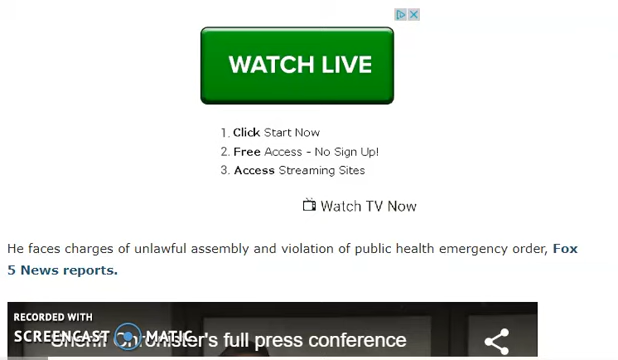 WATCH LIVE
1. Click Start Now
2. Free Access - No Sign Up!
3. Access Streaming Sites
Watch TV Now
He faces charges of unlawful assembly and violation of public health emergency order, Fox
5 News reports.
RECORDED WITH
SCREENCAST MATIC
Sheriff Chronister's full press conference